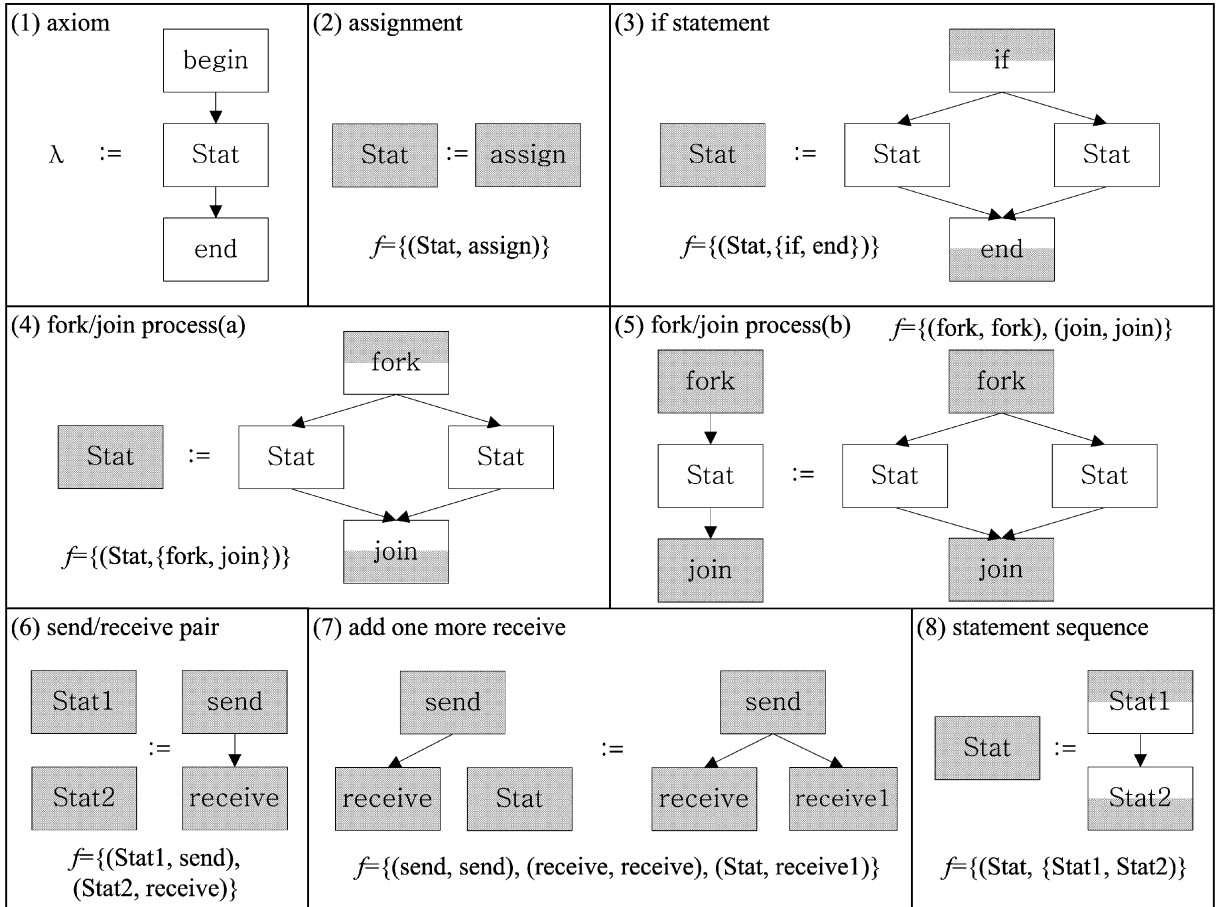 (1) axiom
begin
λ := Stat
end
(2) assignment
Stat := assign
f={(Stat, assign)}
(3) if statement
if
Stat := Stat Stat
f={(Stat,{if, end})}
end
(4) fork/join process(a)
fork
Stat := Stat Stat
f={(Stat,{fork, join})}
join
(5) fork/join process(b)
f={(fork, fork), (join, join)}
fork fork
Stat := Stat Stat
join join
(6) send/receive pair
Stat1 send
:=
Stat2 receive
f={(Stat1, send),
(Stat2, receive)}
(7) add one more receive
send := send
receive Stat receive receive1
f={(send, send), (receive, receive), (Stat, receive1)}
(8) statement sequence
Stat1
Stat :=
Stat2
f={(Stat, {Stat1, Stat2)}